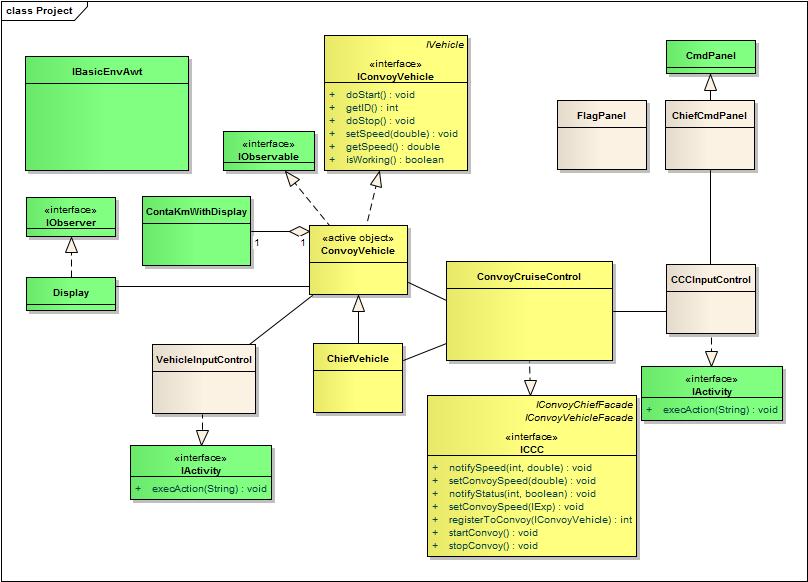 class Project
IVehicle
«interface»
IConvoyVehicle
+ doStart() : void
+ getID() : int
+ doStop() : void
+ setSpeed(double) : void
+ getSpeed() : double
+ isWorking() : boolean
IBasicEnvAwt
CmdPanel
FlagPanel
ChiefCmdPanel
«interface»
IObservable
«interface»
IObserver
ContaKmWithDisplay
1
1
«active object»
ConvoyVehicle
Display
ConvoyCruiseControl
CCCInputControl
VehicleInputControl
ChiefVehicle
«interface»
IActivity
+ execAction(String) : void
IConvoyChiefFacade
IConvoyVehicleFacade
«interface»
ICCC
+ notifySpeed(int, double) : void
+ setConvoySpeed(double) : void
+ notifyStatus(int, boolean) : void
+ setConvoySpeed(IExp) : void
+ registerToConvoy(IConvoyVehicle) : int
+ startConvoy() : void
+ stopConvoy() : void
«interface»
IActivity
+ execAction(String) : void